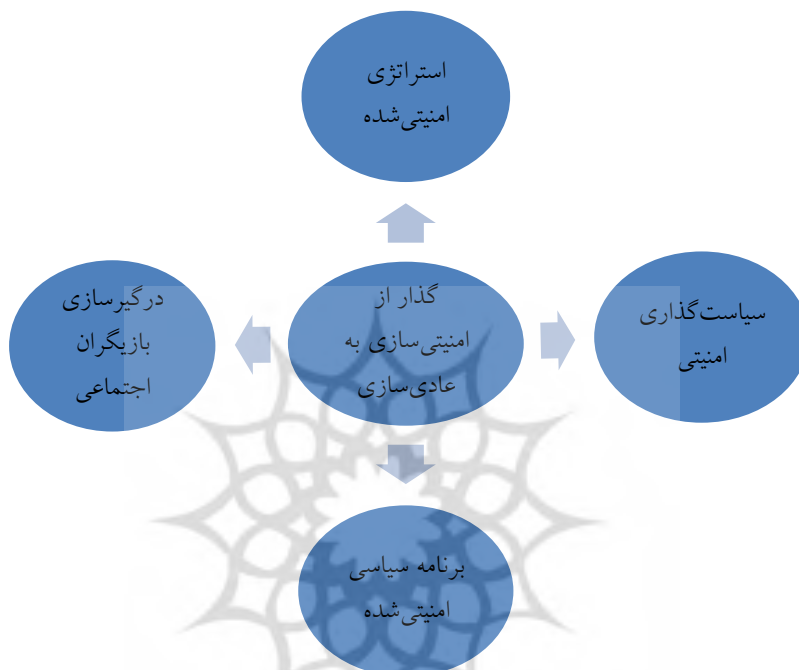 استراتژی
امنیتی‌شده
سیاست‌گذاری
امنیتی
گذار از
امنیتی‌سازی به
عادی‌سازی
درگیرسازی
بازیگران
اجتماعی
برنامه سیاسی
امنیتی‌شده